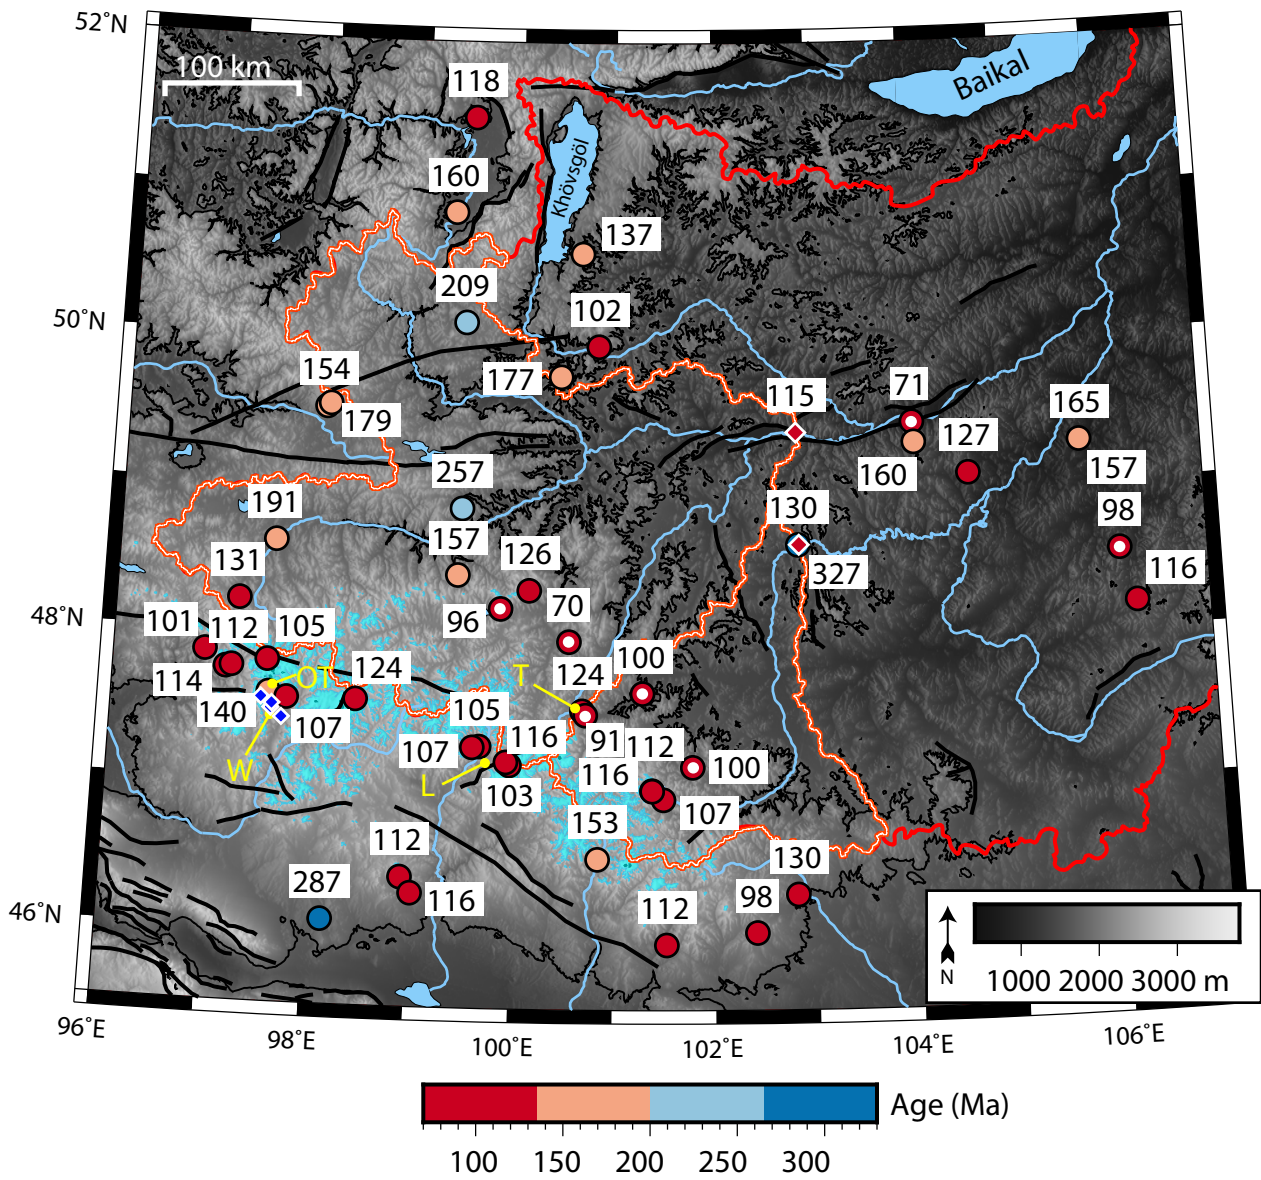 52°N
100 km
118
Baikal
160
Khövsgöl
137
209
102
50°N
154
177
115
71
165
179
127
257
160
157
191
130
98
157
126
131
327
116
48°N
96
70
101
112
105
100
124
T
124
114
OT
140
107
105
116
91
112
107
100
W
L
103
116
107
153
112
130
287
116
112
98
46°N
N
1000 2000 3000 m
96°E
98°E
100°E
102°E
104°E
106°E
Age (Ma)
100 150 200 250 300